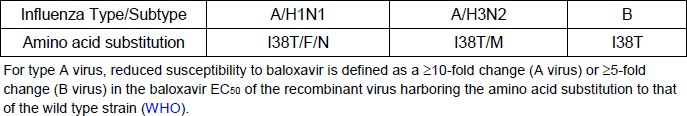 Influenza Type/Subtype A/H1N1 A/H3N2 B
Amino acid substitution I38T/F/N I38T/M I38T
For type A virus, reduced susceptibility to baloxavir is defined as a ≥10-fold change (A virus) or ≥5-fold
change (B virus) in the baloxavir EC50 of the recombinant virus harboring the amino acid substitution to that
of the wild type strain (WHO).